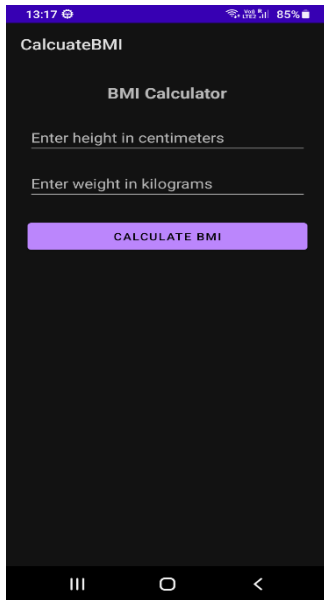 13:17 85%
CalcuateBMI
BMI Calculator
Enter height in centimeters
Enter weight in kilograms
CALCULATE BMI